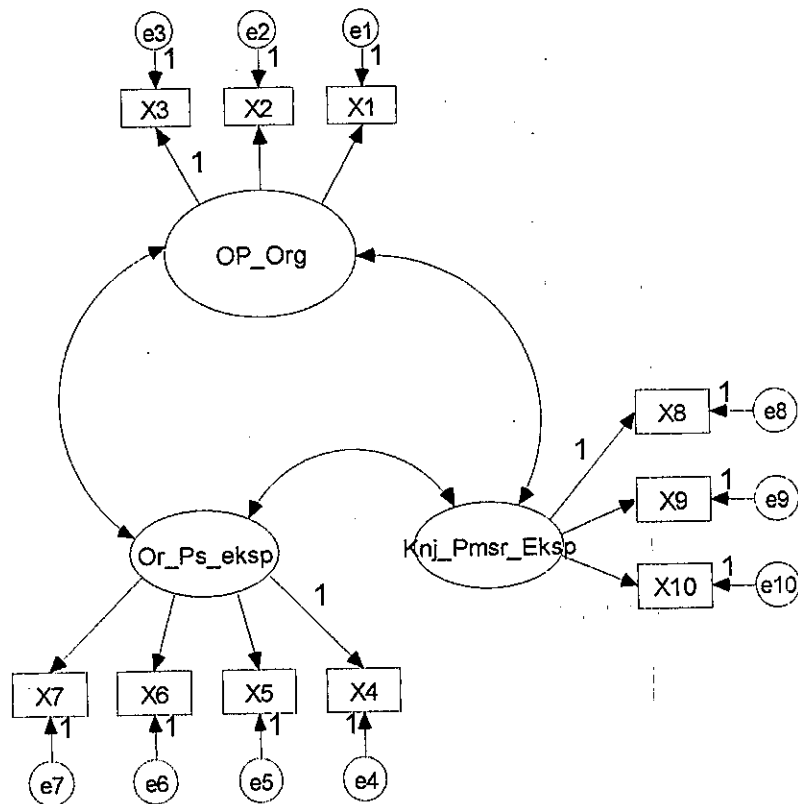 e3 e2 e1
1 1 1
X3 X2 X1
1
OP_Org
X8 1 e8
1
X9 1 e9
Or_Ps_eksp Knj_Pmsr_Eksp
X10 1 e10
1
X7 X6 X5 X4
1 1 1 1
e7 e6 e5 e4